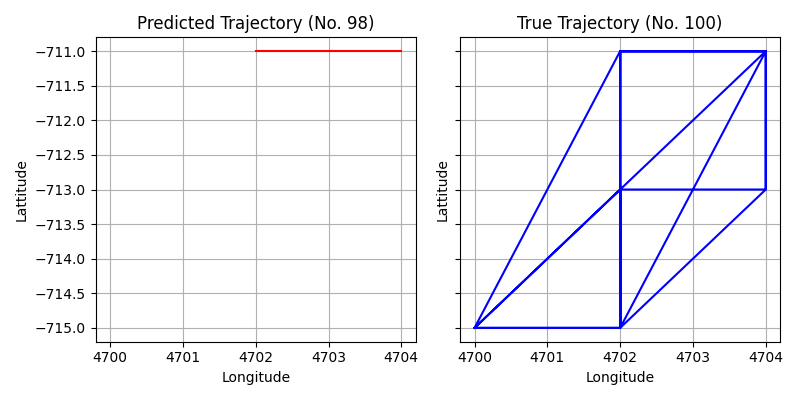 Predicted Trajectory (No. 98)
True Trajectory (No. 100)
−711.0
−711.5
−712.0
−712.5
−713.0
−713.5
−714.0
−714.5
−715.0
Lattitude
Lattitude
4700 4701 4702 4703 4704
4700 4701 4702 4703 4704
Longitude
Longitude